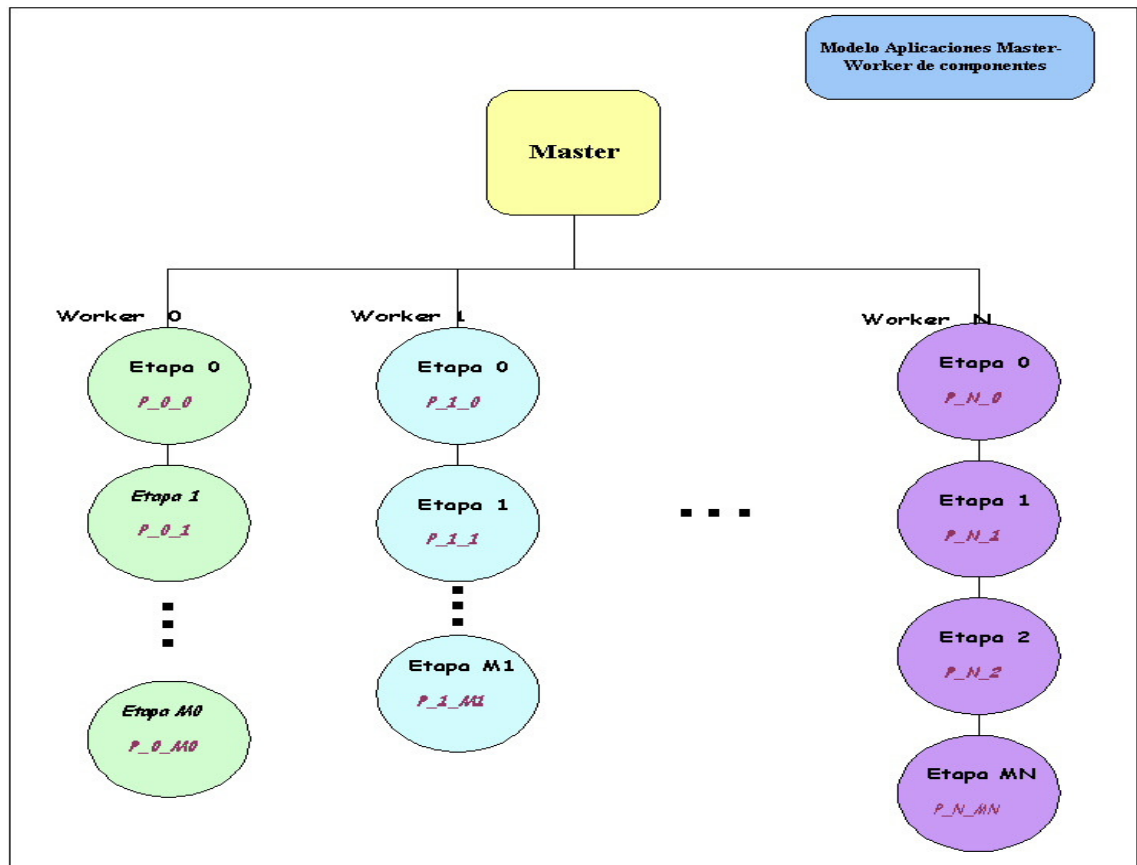 Modelo Aplicaciones Master-
Worker de componentes
Master
Worker 0
Etapa 0
P_0_0
Etapa 1
P_0_1
Etapa M0
P_0_M0
Worker 1
Etapa 0
P_1_0
Etapa 1
P_1_1
Etapa M1
P_1_M1
Worker N
Etapa 0
P_N_0
Etapa 1
P_N_1
Etapa 2
P_N_2
Etapa MN
P_N_MN